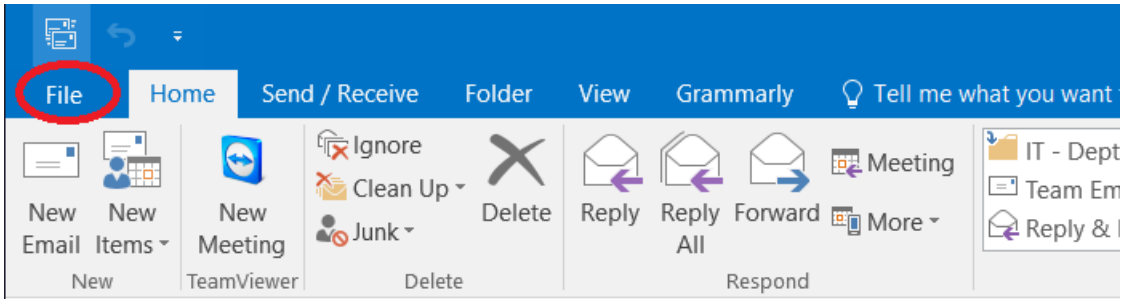 File Home Send / Receive Folder View Grammarly Tell me what you want
New Email
New Items
New Meeting
Ignore
Clean Up
Junk
Delete
Reply
Reply All
Forward
Meeting
More
IT - Dept
Team Em
Reply &
New TeamViewer Delete Respond